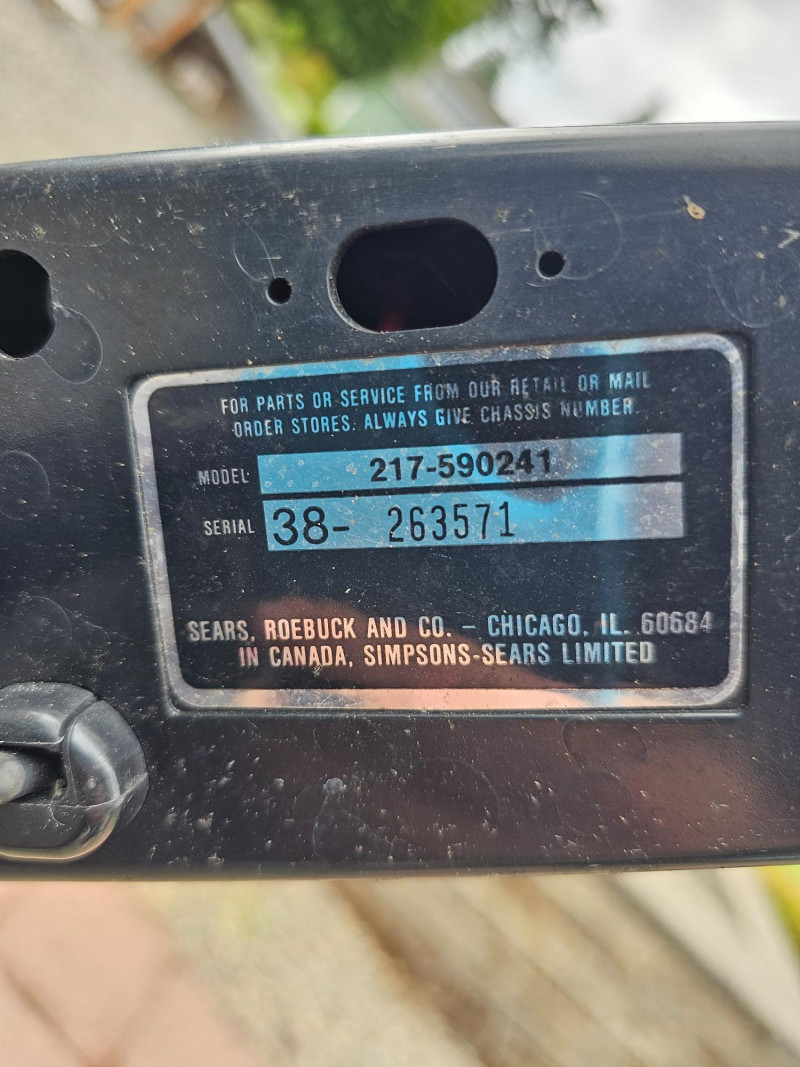 FOR PARTS OR SERVICE FROM OUR RETAIL OR MAIL
ORDER STORES. ALWAYS GIVE CHASSIS NUMBER.
MODEL 217-590241
SERIAL 38- 263571
SEARS, ROEBUCK AND CO. – CHICAGO, IL. 60684
IN CANADA, SIMPSONS-SEARS LIMITED